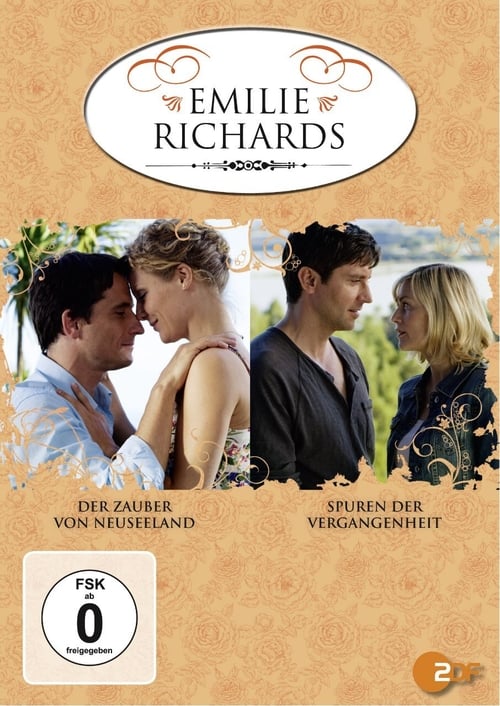 EMILIE
RICHARDS
DER ZAUBER
VON NEUSEELAND
SPUREN DER
VERGANGENHEIT
FSK
ab
0
freigegeben
2DF